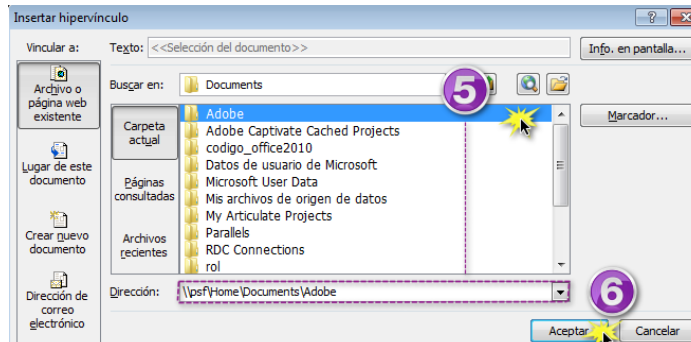 Insertar hipervínculo
Vincular a:
Texto: <<Selección del documento>>
Info. en pantalla...
Archivo o
página web
existente
Buscar en:
Documents
5
Marcador...
Carpeta
actual
Adobe
Adobe Captivate Cached Projects
codigo_office2010
Datos de usuario de Microsoft
Microsoft User Data
Mis archivos de origen de datos
My Articulate Projects
Parallels
RDC Connections
rol
Lugar de este
documento
Páginas
consultadas
Crear nuevo
documento
Archivos
recientes
Dirección de
correo
electrónico
Dirección:
\\psf\Home\Documents\Adobe
6
Aceptar
Cancelar